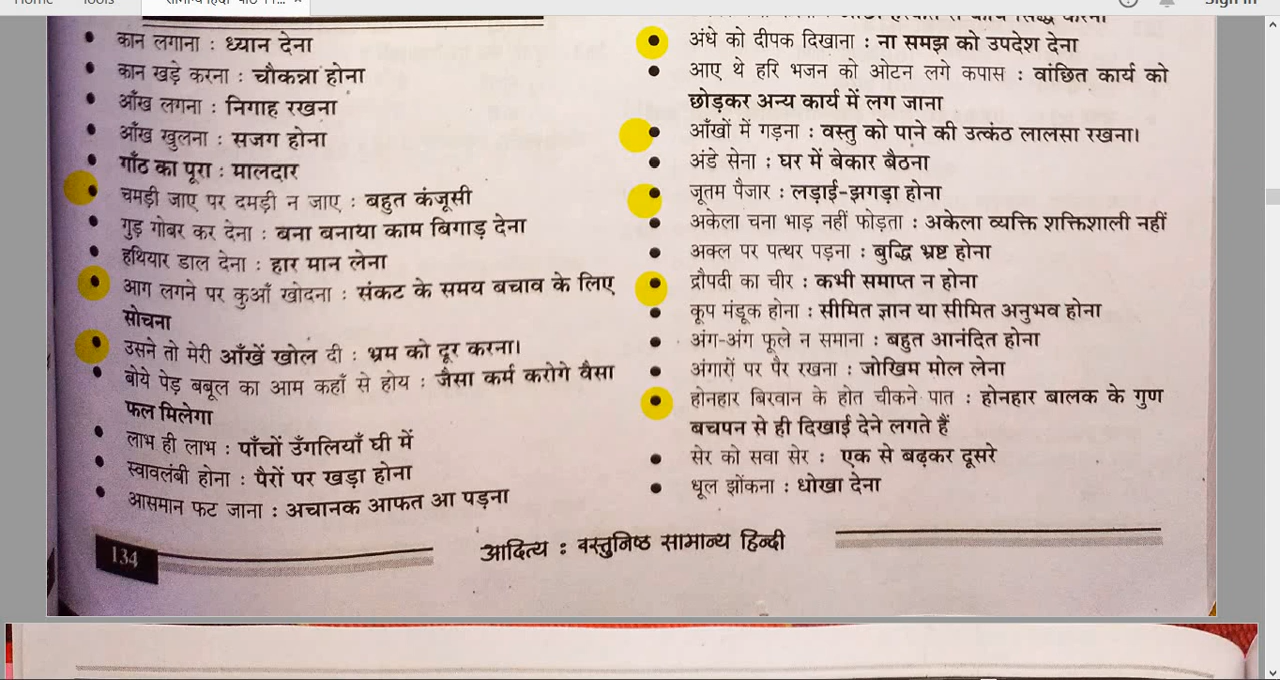 Home Tools सामान्य हिन्दी
Sign In
• कान लगाना : ध्यान देना
• कान खड़े करना : चौकन्ना होना
• आँख लगना : निगाह रखना
• आँख खुलना : सजग होना
• गाँठ का पूरा : मालदार
• चमड़ी जाए पर दमड़ी न जाए : बहुत कंजूसी
• गुड़ गोबर कर देना : बना बनाया काम बिगाड़ देना
• हथियार डाल देना : हार मान लेना
• आग लगने पर कुआँ खोदना : संकट के समय बचाव के लिए
सोचना
• उसने तो मेरी आँखें खोल दी : भ्रम को दूर करना।
• बोये पेड़ बबूल का आम कहाँ से होय : जैसा कर्म करोगे वैसा
फल मिलेगा
• लाभ ही लाभ : पाँचों उँगलियाँ घी में
• स्वावलंबी होना : पैरों पर खड़ा होना
• आसमान फट जाना : अचानक आफत आ पड़ना
• अंधे को दीपक दिखाना : ना समझ को उपदेश देना
• आए थे हरि भजन को ओटन लगे कपास : वांछित कार्य को
छोड़कर अन्य कार्य में लग जाना
• आँखों में गड़ना : वस्तु को पाने की उत्कंठ लालसा रखना।
• अंडे सेना : घर में बेकार बैठना
• जूतम पैजार : लड़ाई-झगड़ा होना
• अकेला चना भाड़ नहीं फोड़ता : अकेला व्यक्ति शक्तिशाली नहीं
• अक्ल पर पत्थर पड़ना : बुद्धि भ्रष्ट होना
• द्रौपदी का चीर : कभी समाप्त न होना
• कूप मंडूक होना : सीमित ज्ञान या सीमित अनुभव होना
• अंग-अंग फूले न समाना : बहुत आनंदित होना
• अंगारों पर पैर रखना : जोखिम मोल लेना
• होनहार बिरवान के होत चीकने पात : होनहार बालक के गुण
बचपन से ही दिखाई देने लगते हैं
• सेर को सवा सेर : एक से बढ़कर दूसरे
• धूल झोंकना : धोखा देना
134
आदित्य : वस्तुनिष्ठ सामान्य हिन्दी